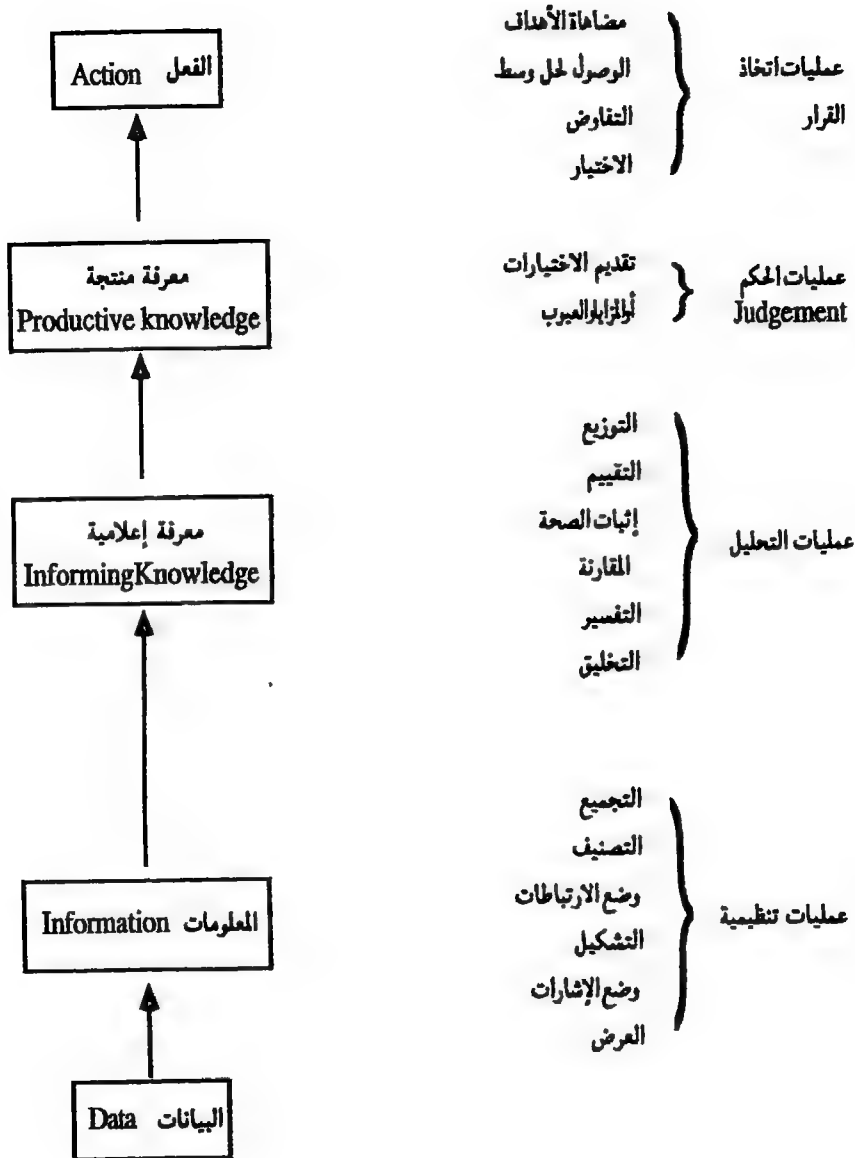 عمليات اتخاذ
القرار
مضاهاة الأهداف
الوصول لحل وسط
التفاوض
الاختيار
الفعل Action
عمليات الحكم
Judgement
تقديم الاختيارات
أوالمزايا والعيوب
معرفة منتجة
Productive knowledge
عمليات التحليل
التوزيع
التقييم
إثبات الصحة
المقارنة
التفسير
التخليق
معرفة إعلامية
InformingKnowledge
عمليات تنظيمية
التجميع
التصنيف
وضع الارتباطات
التشكيل
وضع الإشارات
العرض
المعلومات Information
البيانات Data